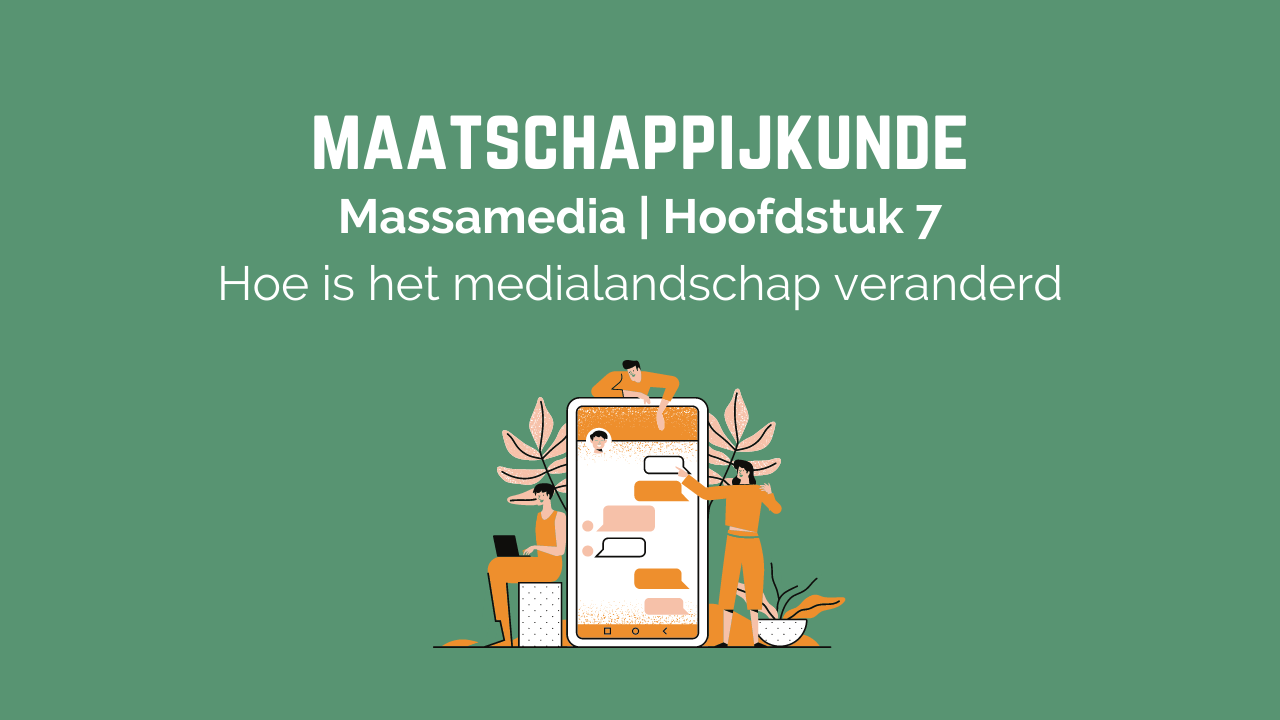 MAATSCHAPPIJKUNDE
Massamedia | Hoofdstuk 7
Hoe is het medialandschap veranderd